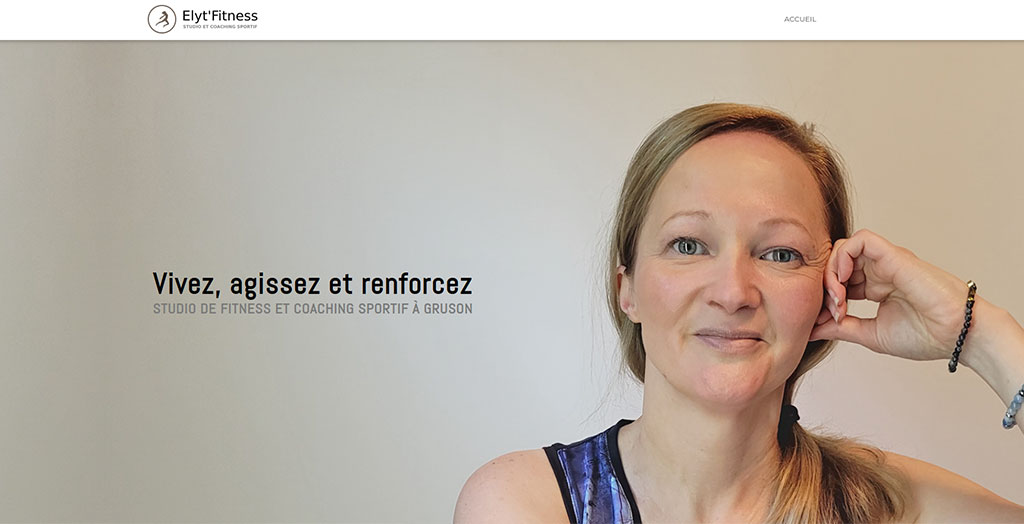 Elyt'Fitness
STUDIO ET COACHING SPORTIF
ACCUEIL
Vivez, agissez et renforcez
STUDIO DE FITNESS ET COACHING SPORTIF À GRUSON